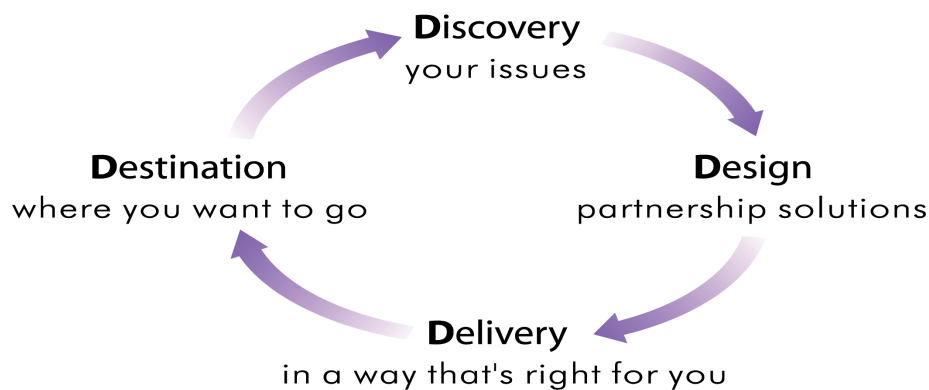 Discovery
your issues
Design
partnership solutions
Delivery
in a way that's right for you
Destination
where you want to go